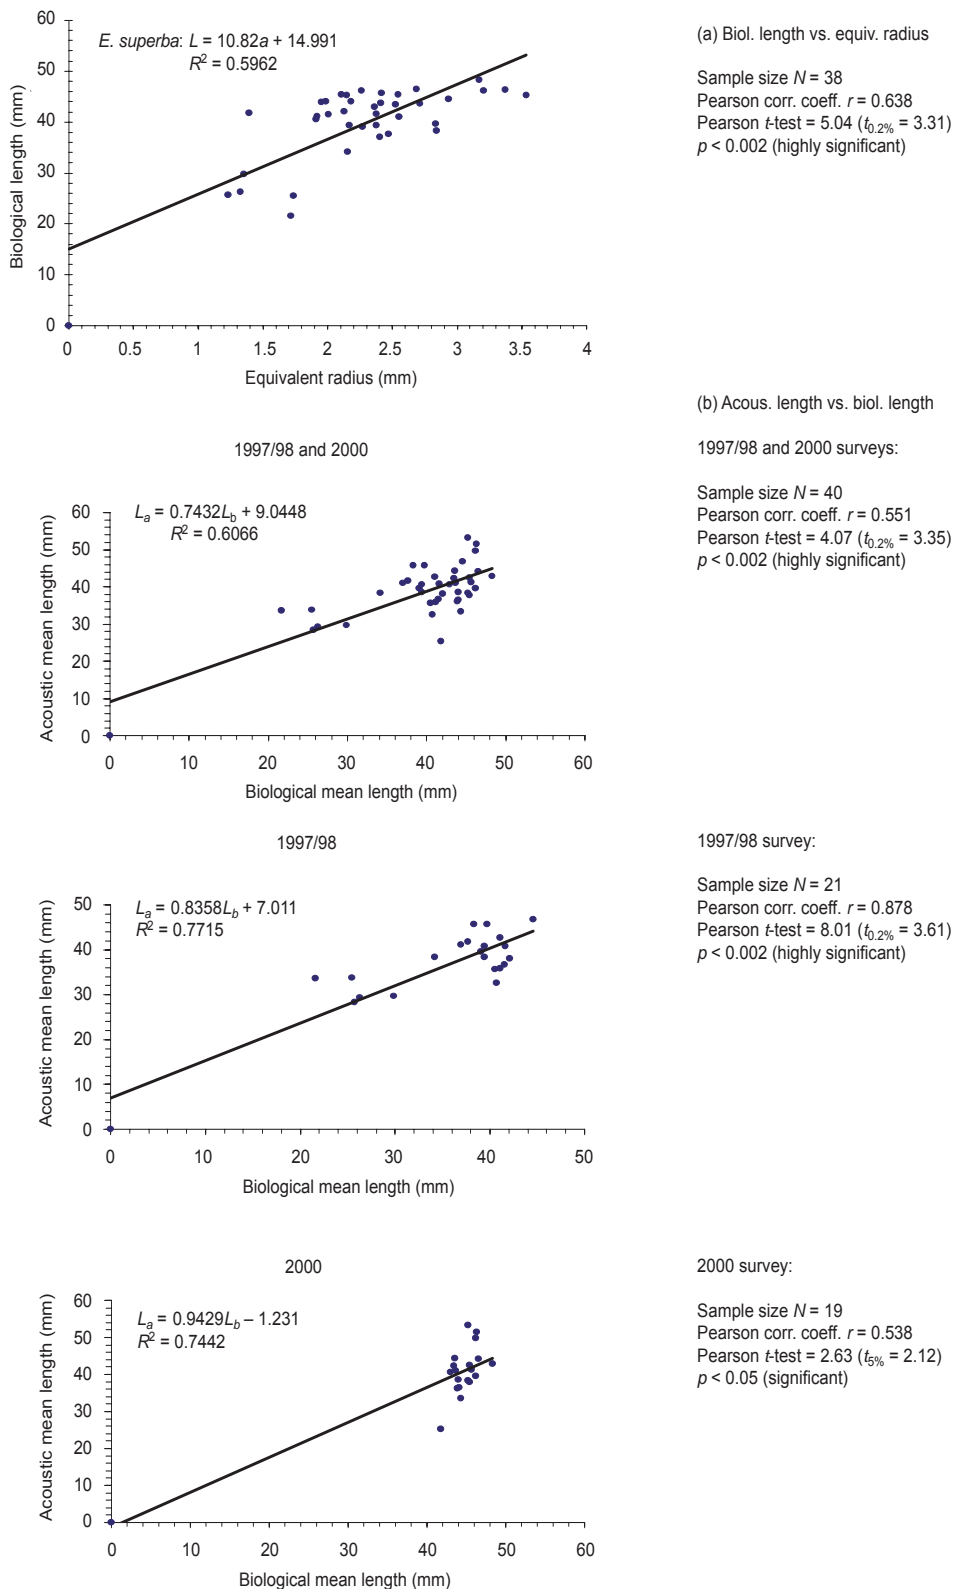 (a) Biol. length vs. equiv. radius
Sample size N = 38
Pearson corr. coeff. r = 0.638
Pearson t-test = 5.04 (t0.2% = 3.31)
p < 0.002 (highly significant)
E. superba: L = 10.82a + 14.991
R² = 0.5962
Biological length (mm)
60
50
40
30
20
10
0
0 0.5 1 1.5 2 2.5 3 3.5 4
Equivalent radius (mm)
(b) Acous. length vs. biol. length
1997/98 and 2000 surveys:
Sample size N = 40
Pearson corr. coeff. r = 0.551
Pearson t-test = 4.07 (t0.2% = 3.35)
p < 0.002 (highly significant)
1997/98 and 2000
La = 0.7432Lb + 9.0448
R² = 0.6066
Acoustic mean length (mm)
60
50
40
30
20
10
0
0 10 20 30 40 50 60
Biological mean length (mm)
1997/98 survey:
Sample size N = 21
Pearson corr. coeff. r = 0.878
Pearson t-test = 8.01 (t0.2% = 3.61)
p < 0.002 (highly significant)
1997/98
La = 0.8358Lb + 7.011
R² = 0.7715
Acoustic mean length (mm)
50
40
30
20
10
0
0 10 20 30 40 50
Biological mean length (mm)
2000 survey:
Sample size N = 19
Pearson corr. coeff. r = 0.538
Pearson t-test = 2.63 (t5% = 2.12)
p < 0.05 (significant)
2000
La = 0.9429Lb – 1.231
R² = 0.7442
Acoustic mean length (mm)
60
50
40
30
20
10
0
0 10 20 30 40 50 60
Biological mean length (mm)